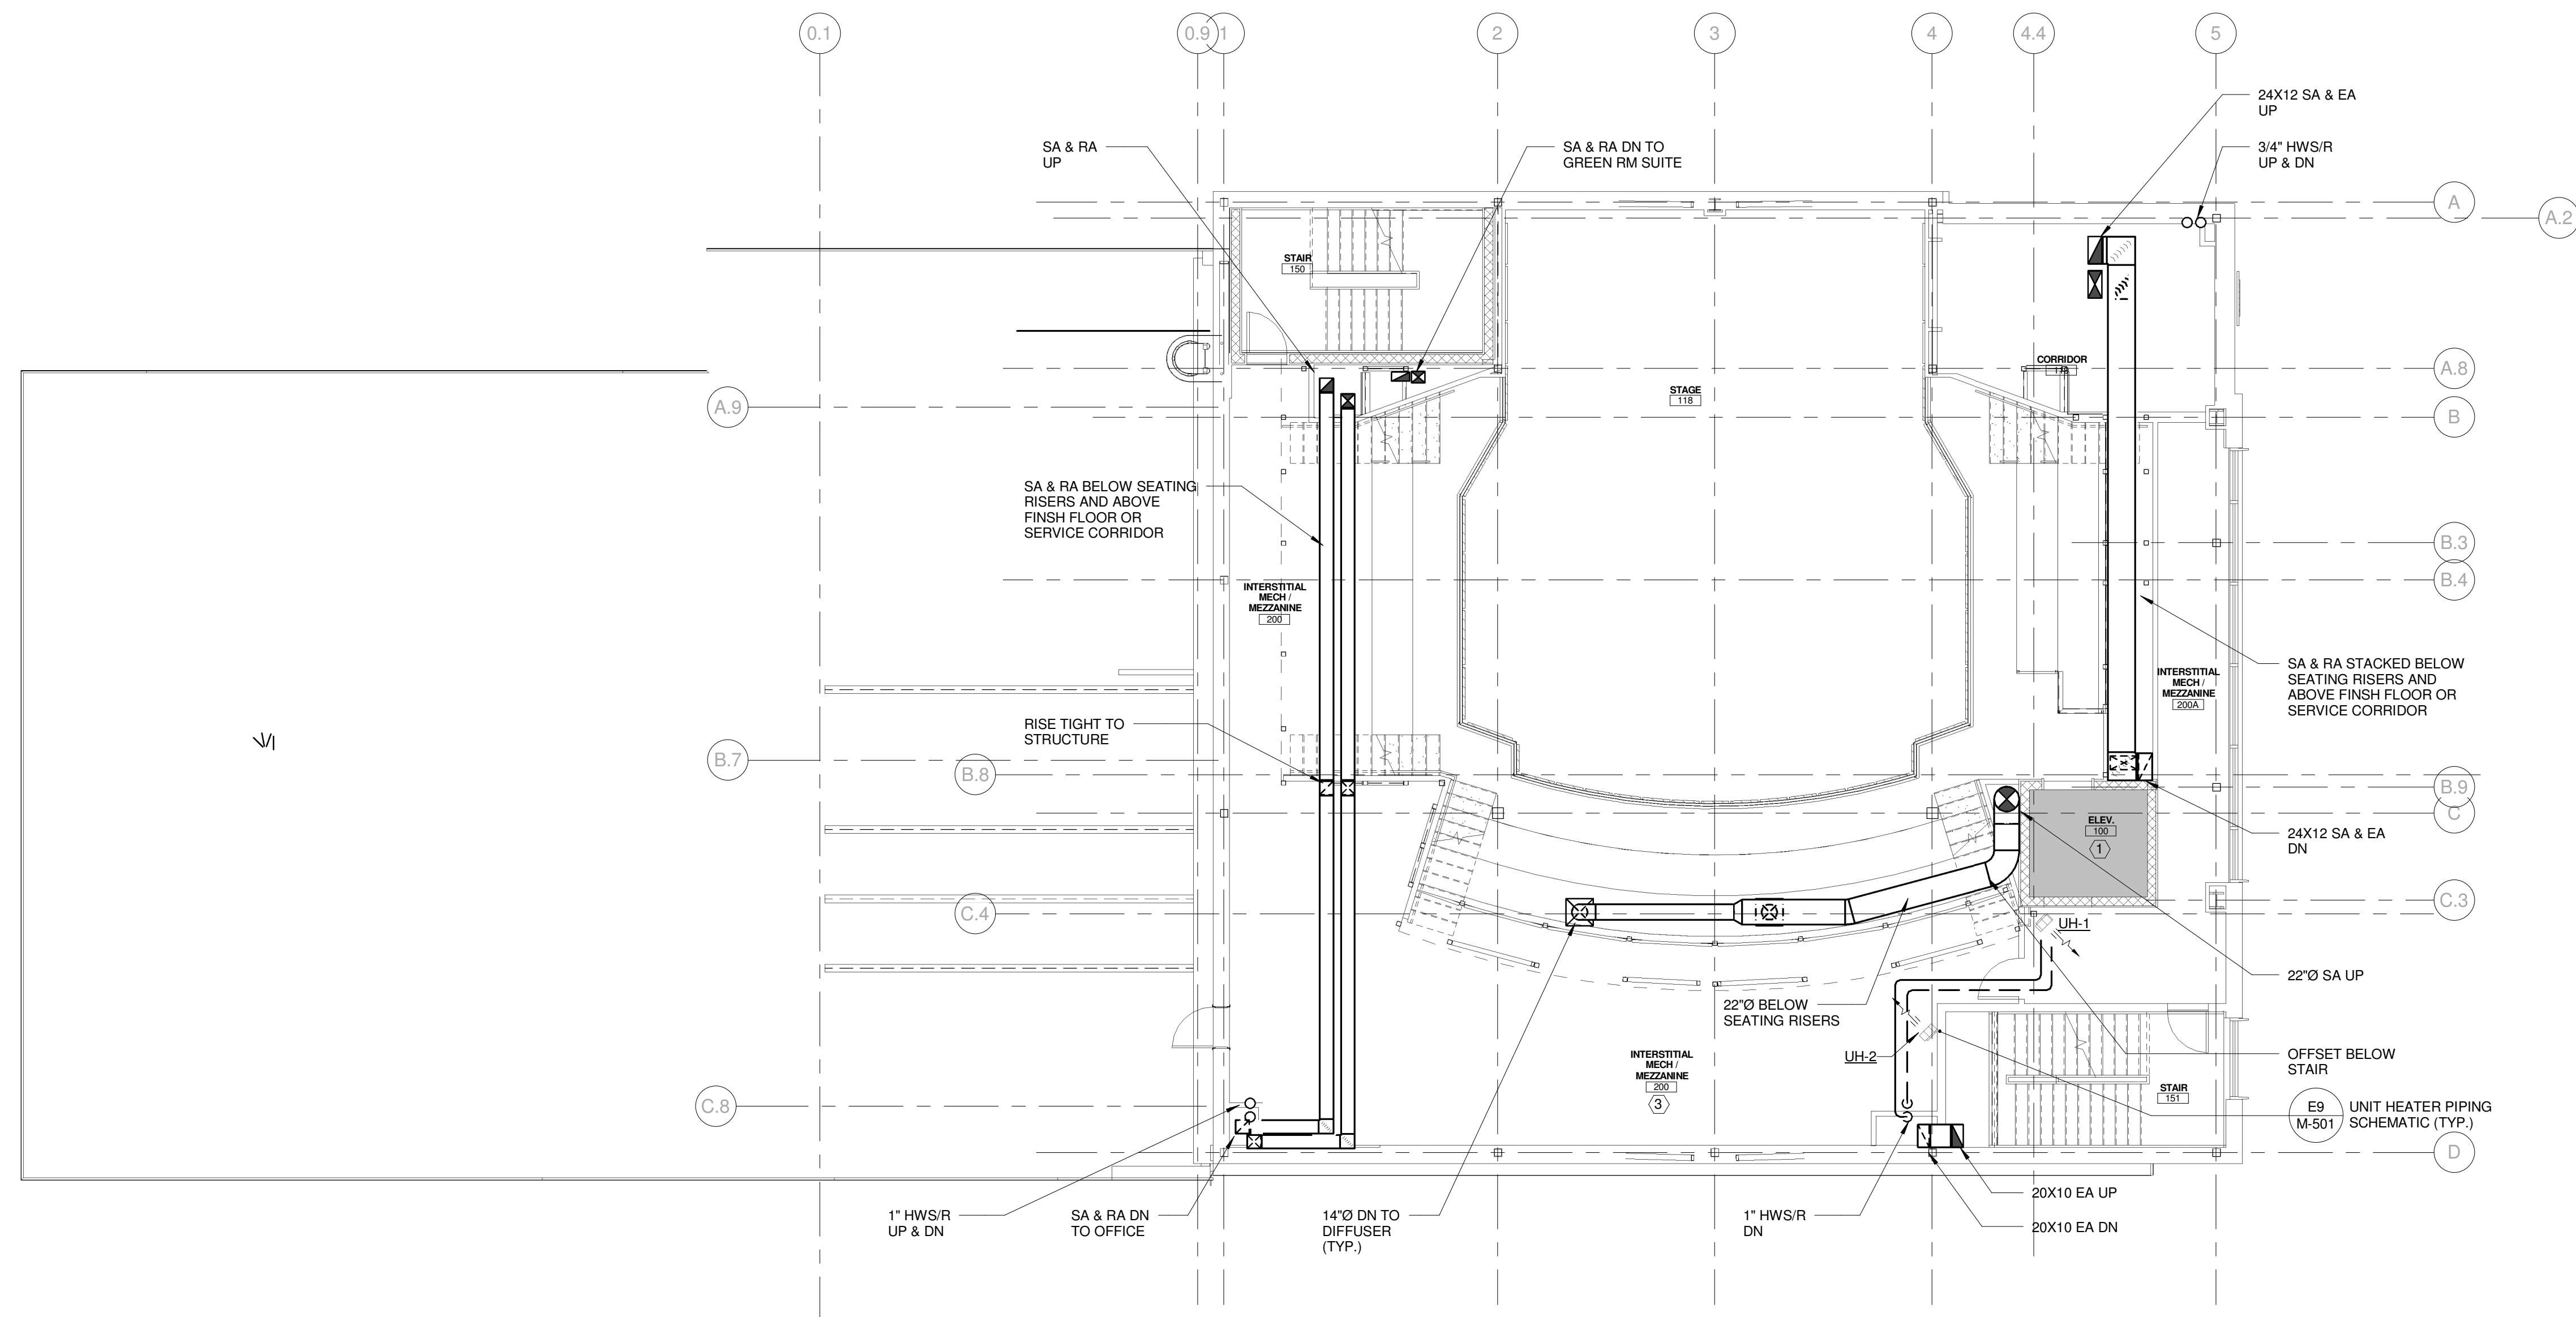 0.1
0.9
1
2
3
4
4.4
5
24X12 SA & EA
UP
SA & RA
UP
SA & RA DN TO
GREEN RM SUITE
3/4" HWS/R
UP & DN
A
A.2
STAIR
150
CORRIDOR
A.8
STAGE
118
A.9
B
SA & RA BELOW SEATING
RISERS AND ABOVE
FINSH FLOOR OR
SERVICE CORRIDOR
B.3
B.4
INTERSTITIAL
MECH /
MEZZANINE
200
SA & RA STACKED BELOW
SEATING RISERS AND
ABOVE FINSH FLOOR OR
SERVICE CORRIDOR
INTERSTITIAL
MECH /
MEZZANINE
200A
RISE TIGHT TO
STRUCTURE
B.7
B.8
B.9
C
ELEV.
100
1
24X12 SA & EA
DN
C.4
C.3
UH-1
22"Ø SA UP
22"Ø BELOW
SEATING RISERS
UH-2
OFFSET BELOW
STAIR
INTERSTITIAL
MECH /
MEZZANINE
200
3
STAIR
151
C.8
E9
M-501
UNIT HEATER PIPING
SCHEMATIC (TYP.)
D
20X10 EA UP
20X10 EA DN
1" HWS/R
UP & DN
SA & RA DN
TO OFFICE
14"Ø DN TO
DIFFUSER
(TYP.)
1" HWS/R
DN